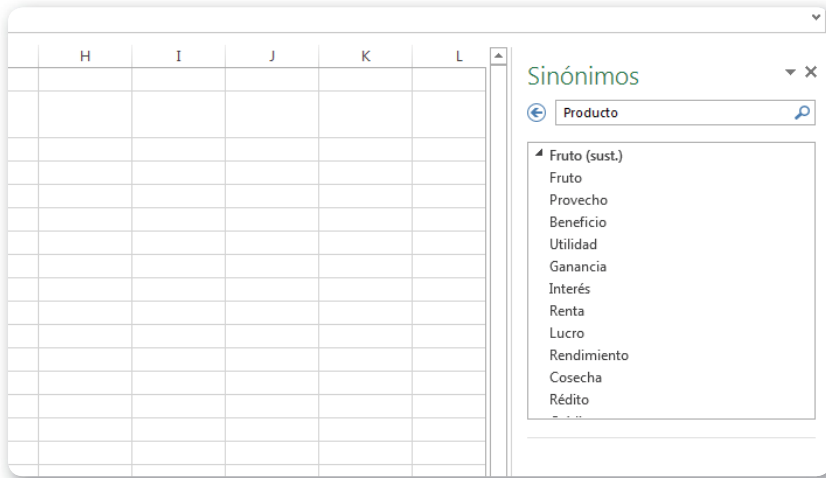 H I J K L
Sinónimos
Producto
Fruto (sust.)
Fruto
Provecho
Beneficio
Utilidad
Ganancia
Interés
Renta
Lucro
Rendimiento
Cosecha
Rédito